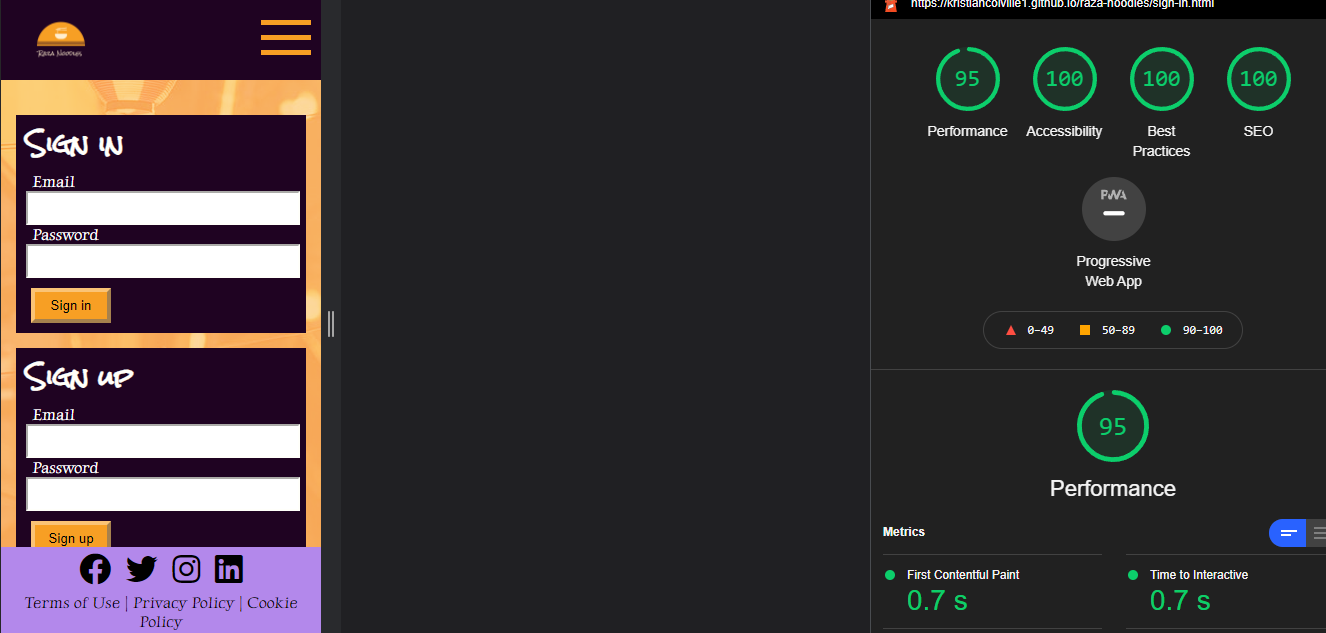 Raza Noodles
Sign in
Email
Password
Sign in
Sign up
Email
Password
Sign up
Terms of Use | Privacy Policy | Cookie
Policy
https://kristiancolville1.github.io/raza-noodles/sign-in.html
95
100
100
100
Performance
Accessibility
Best
Practices
SEO
PWA
Progressive
Web App
0–49
50–89
90–100
95
Performance
Metrics
First Contentful Paint
0.7 s
Time to Interactive
0.7 s